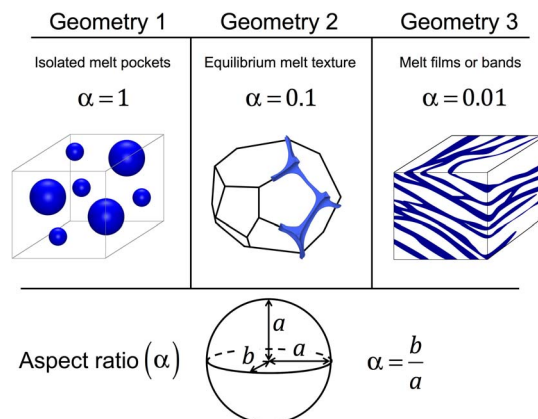 Geometry 1
Geometry 2
Geometry 3
Isolated melt pockets
Equilibrium melt texture
Melt films or bands
α = 1
α = 0.1
α = 0.01
a
b
a
Aspect ratio (α)
α = b/a